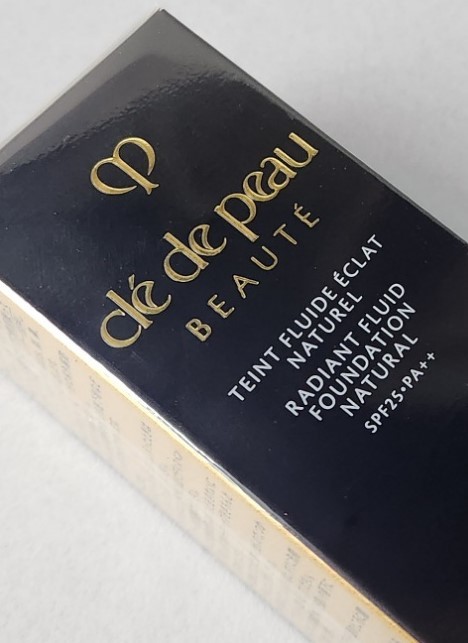 clé de peau
BEAUTÉ
TEINT FLUIDE ÉCLAT
NATUREL
RADIANT FLUID
FOUNDATION
NATURAL
SPF25·PA++